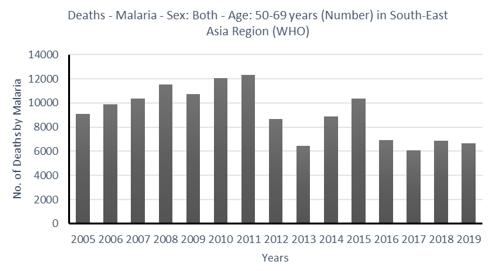 Deaths - Malaria - Sex: Both - Age: 50-69 years (Number) in South-East
Asia Region (WHO)
No. of Deaths by Malaria
14000
12000
10000
8000
6000
4000
2000
0
2005 2006 2007 2008 2009 2010 2011 2012 2013 2014 2015 2016 2017 2018 2019
Years